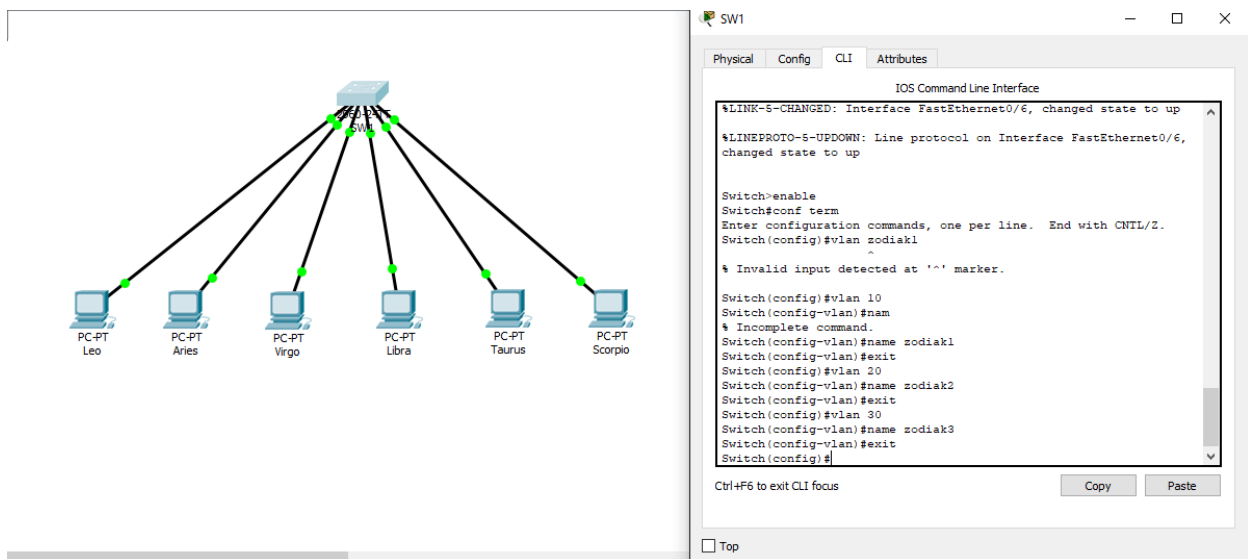 SW1
PC-PT
Leo
PC-PT
Aries
PC-PT
Virgo
PC-PT
Libra
PC-PT
Taurus
PC-PT
Scorpio
SW1
Physical Config CLI Attributes
IOS Command Line Interface
%LINK-5-CHANGED: Interface FastEthernet0/6, changed state to up
%LINEPROTO-5-UPDOWN: Line protocol on Interface FastEthernet0/6,
changed state to up
Switch>enable
Switch#conf term
Enter configuration commands, one per line.  End with CNTL/Z.
Switch(config)#vlan zodiak1
^
% Invalid input detected at '^' marker.
Switch(config)#vlan 10
Switch(config-vlan)#nam
% Incomplete command.
Switch(config-vlan)#name zodiak1
Switch(config-vlan)#exit
Switch(config)#vlan 20
Switch(config-vlan)#name zodiak2
Switch(config-vlan)#exit
Switch(config)#vlan 30
Switch(config-vlan)#name zodiak3
Switch(config-vlan)#exit
Switch(config)#
Ctrl+F6 to exit CLI focus
Copy Paste
Top